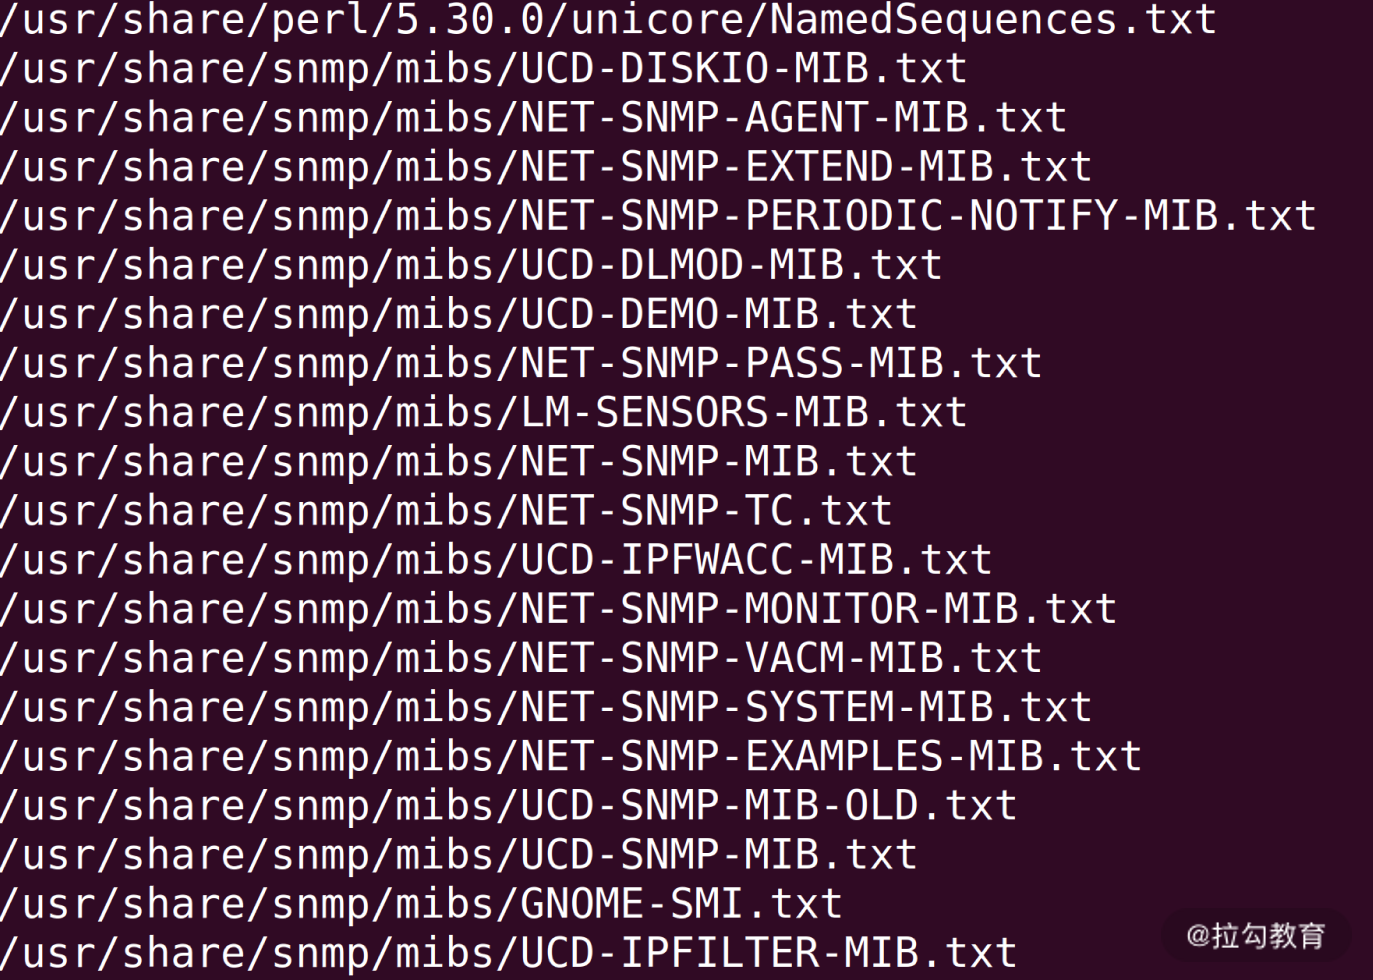 /usr/share/perl/5.30.0/unicore/NamedSequences.txt
/usr/share/snmp/mibs/UCD-DISKIO-MIB.txt
/usr/share/snmp/mibs/NET-SNMP-AGENT-MIB.txt
/usr/share/snmp/mibs/NET-SNMP-EXTEND-MIB.txt
/usr/share/snmp/mibs/NET-SNMP-PERIODIC-NOTIFY-MIB.txt
/usr/share/snmp/mibs/UCD-DLMOD-MIB.txt
/usr/share/snmp/mibs/UCD-DEMO-MIB.txt
/usr/share/snmp/mibs/NET-SNMP-PASS-MIB.txt
/usr/share/snmp/mibs/LM-SENSORS-MIB.txt
/usr/share/snmp/mibs/NET-SNMP-MIB.txt
/usr/share/snmp/mibs/NET-SNMP-TC.txt
/usr/share/snmp/mibs/UCD-IPFWACC-MIB.txt
/usr/share/snmp/mibs/NET-SNMP-MONITOR-MIB.txt
/usr/share/snmp/mibs/NET-SNMP-VACM-MIB.txt
/usr/share/snmp/mibs/NET-SNMP-SYSTEM-MIB.txt
/usr/share/snmp/mibs/NET-SNMP-EXAMPLES-MIB.txt
/usr/share/snmp/mibs/UCD-SNMP-MIB-OLD.txt
/usr/share/snmp/mibs/UCD-SNMP-MIB.txt
/usr/share/snmp/mibs/GNOME-SMI.txt
/usr/share/snmp/mibs/UCD-IPFILTER-MIB.txt
@拉勾教育